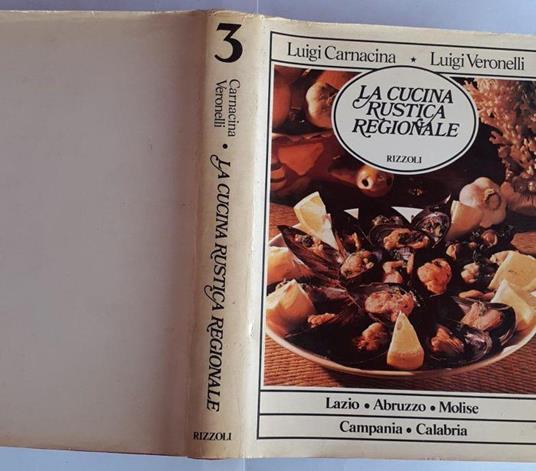 3
Carnacina
Veronelli
• LA CUCINA RUSTICA REGIONALE
RIZZOLI
Luigi Carnacina ★ Luigi Veronelli
LA CUCINA
RUSTICA
REGIONALE
RIZZOLI
Lazio • Abruzzo • Molise
Campania • Calabria